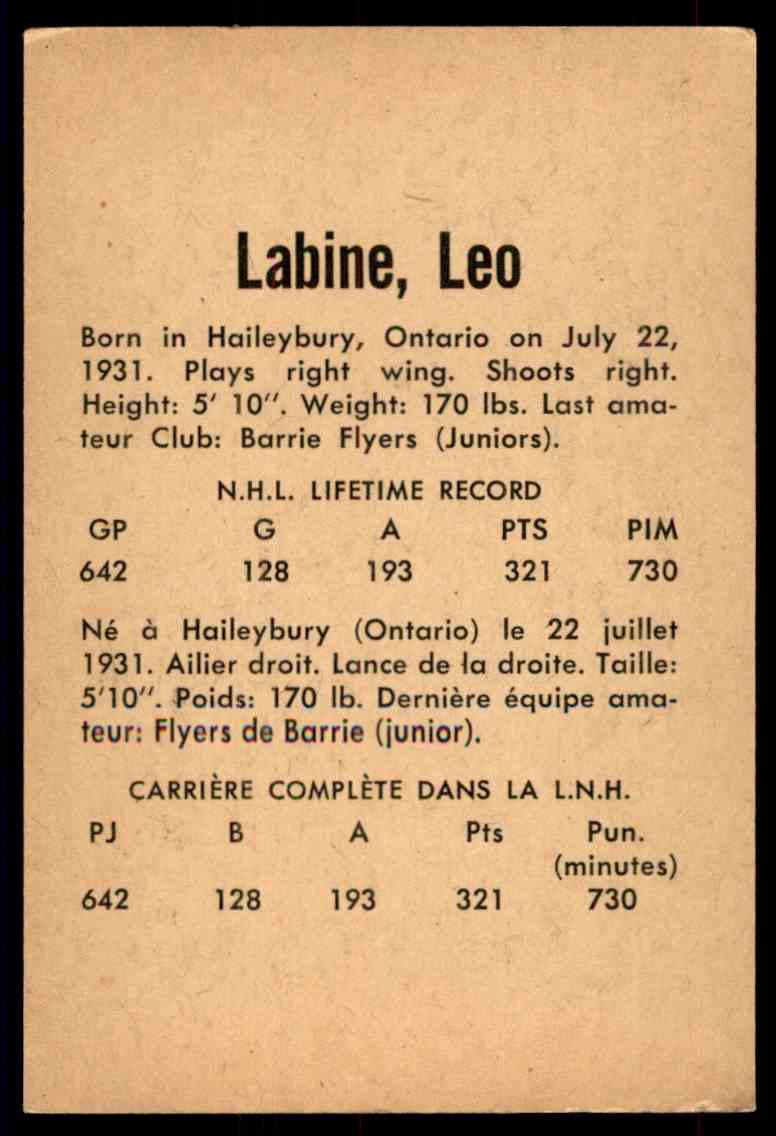 Labine, Leo
Born in Haileybury, Ontario on July 22,
1931. Plays right wing. Shoots right.
Height: 5' 10". Weight: 170 lbs. Last ama-
teur Club: Barrie Flyers (Juniors).
N.H.L. LIFETIME RECORD
GP G A PTS PIM
642 128 193 321 730
Né à Haileybury (Ontario) le 22 juillet
1931. Ailier droit. Lance de la droite. Taille:
5'10". Poids: 170 lb. Dernière équipe ama-
teur: Flyers de Barrie (junior).
CARRIÈRE COMPLÈTE DANS LA L.N.H.
PJ B A Pts Pun.
(minutes)
642 128 193 321 730